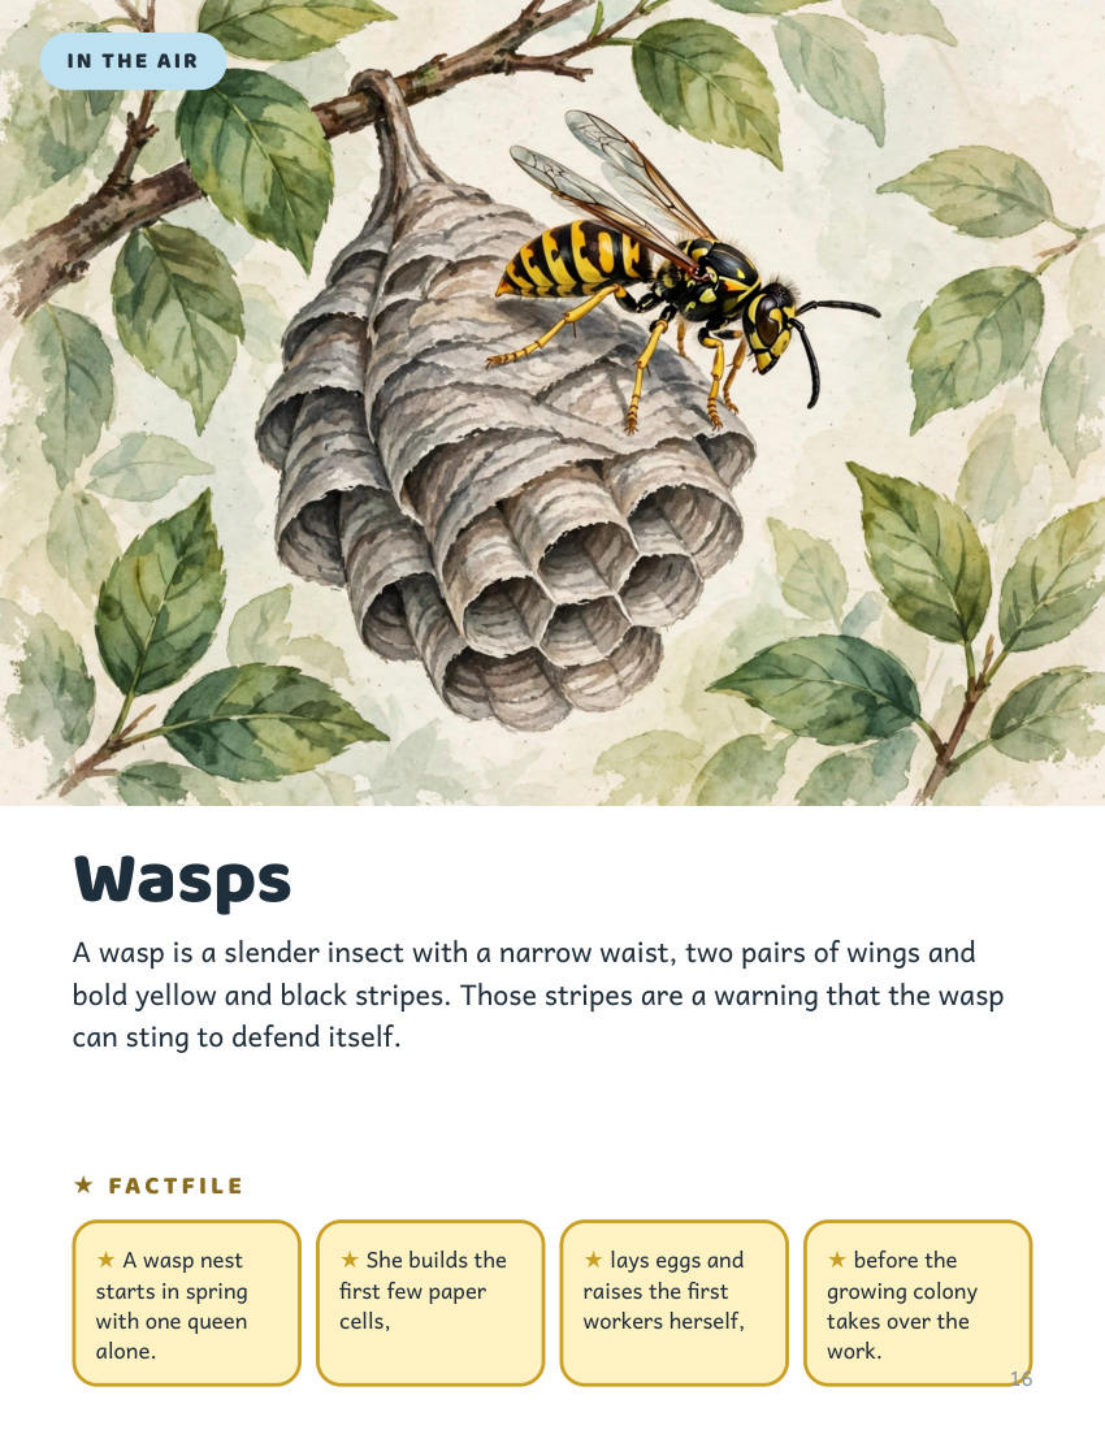 IN THE AIR
Wasps
A wasp is a slender insect with a narrow waist, two pairs of wings and
bold yellow and black stripes. Those stripes are a warning that the wasp
can sting to defend itself.
★ FACTFILE
★ A wasp nest
starts in spring
with one queen
alone.
★ She builds the
first few paper
cells,
★ lays eggs and
raises the first
workers herself,
★ before the
growing colony
takes over the
work.
16